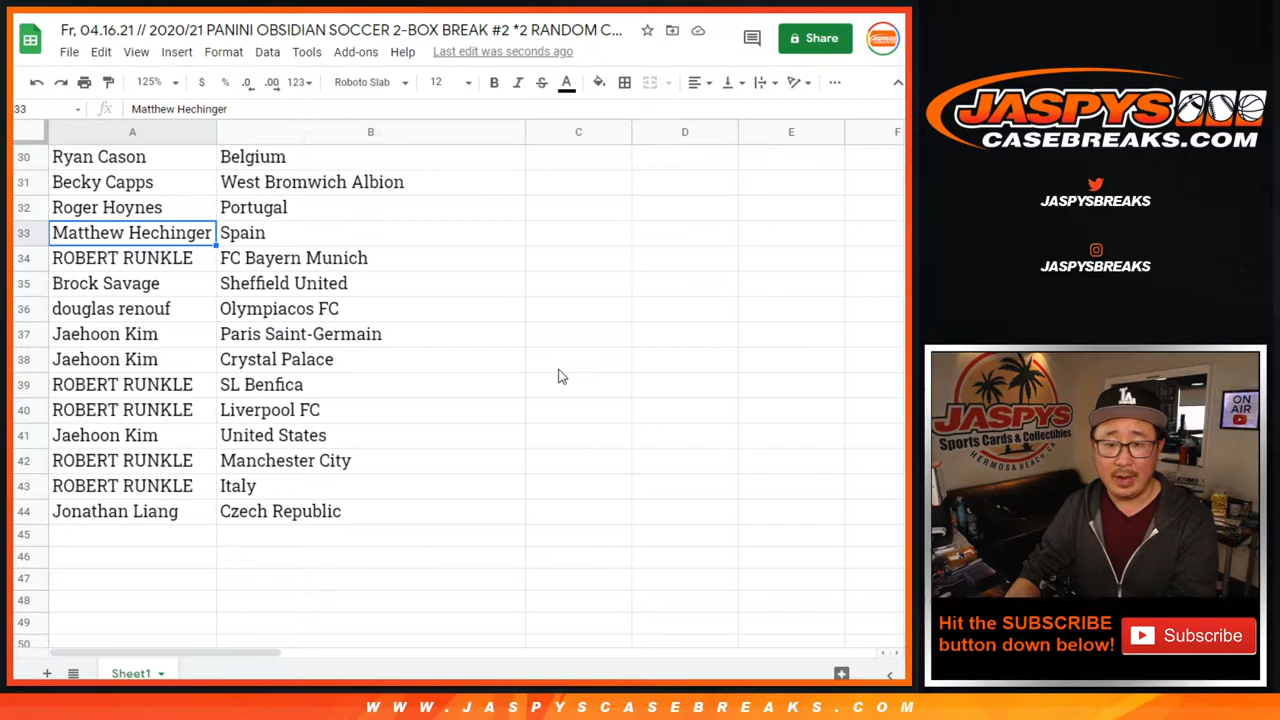 Fr, 04.16.21 // 2020/21 PANINI OBSIDIAN SOCCER 2-BOX BREAK #2 *2 RANDOM C...
File Edit View Insert Format Data Tools Add-ons Help Last edit was seconds ago
Share
125% $ % .0 .00 123 Roboto Slab 12 B I S A
33 fx Matthew Hechinger
A B C D E F
30 Ryan Cason Belgium
31 Becky Capps West Bromwich Albion
32 Roger Hoynes Portugal
33 Matthew Hechinger Spain
34 ROBERT RUNKLE FC Bayern Munich
35 Brock Savage Sheffield United
36 douglas renouf Olympiacos FC
37 Jaehoon Kim Paris Saint-Germain
38 Jaehoon Kim Crystal Palace
39 ROBERT RUNKLE SL Benfica
40 ROBERT RUNKLE Liverpool FC
41 Jaehoon Kim United States
42 ROBERT RUNKLE Manchester City
43 ROBERT RUNKLE Italy
44 Jonathan Liang Czech Republic
45
46
47
48
49
50
Sheet1
JASPYS
CASEBREAKS.COM
JASPYSBREAKS
JASPYSBREAKS
JASPYS
Sports Cards & Collectibles
HERMOSA BEACH, CA
LA
ON
AIR
Hit the SUBSCRIBE
button down below!
Subscribe
WWW.JASPYSCASEBREAKS.COM